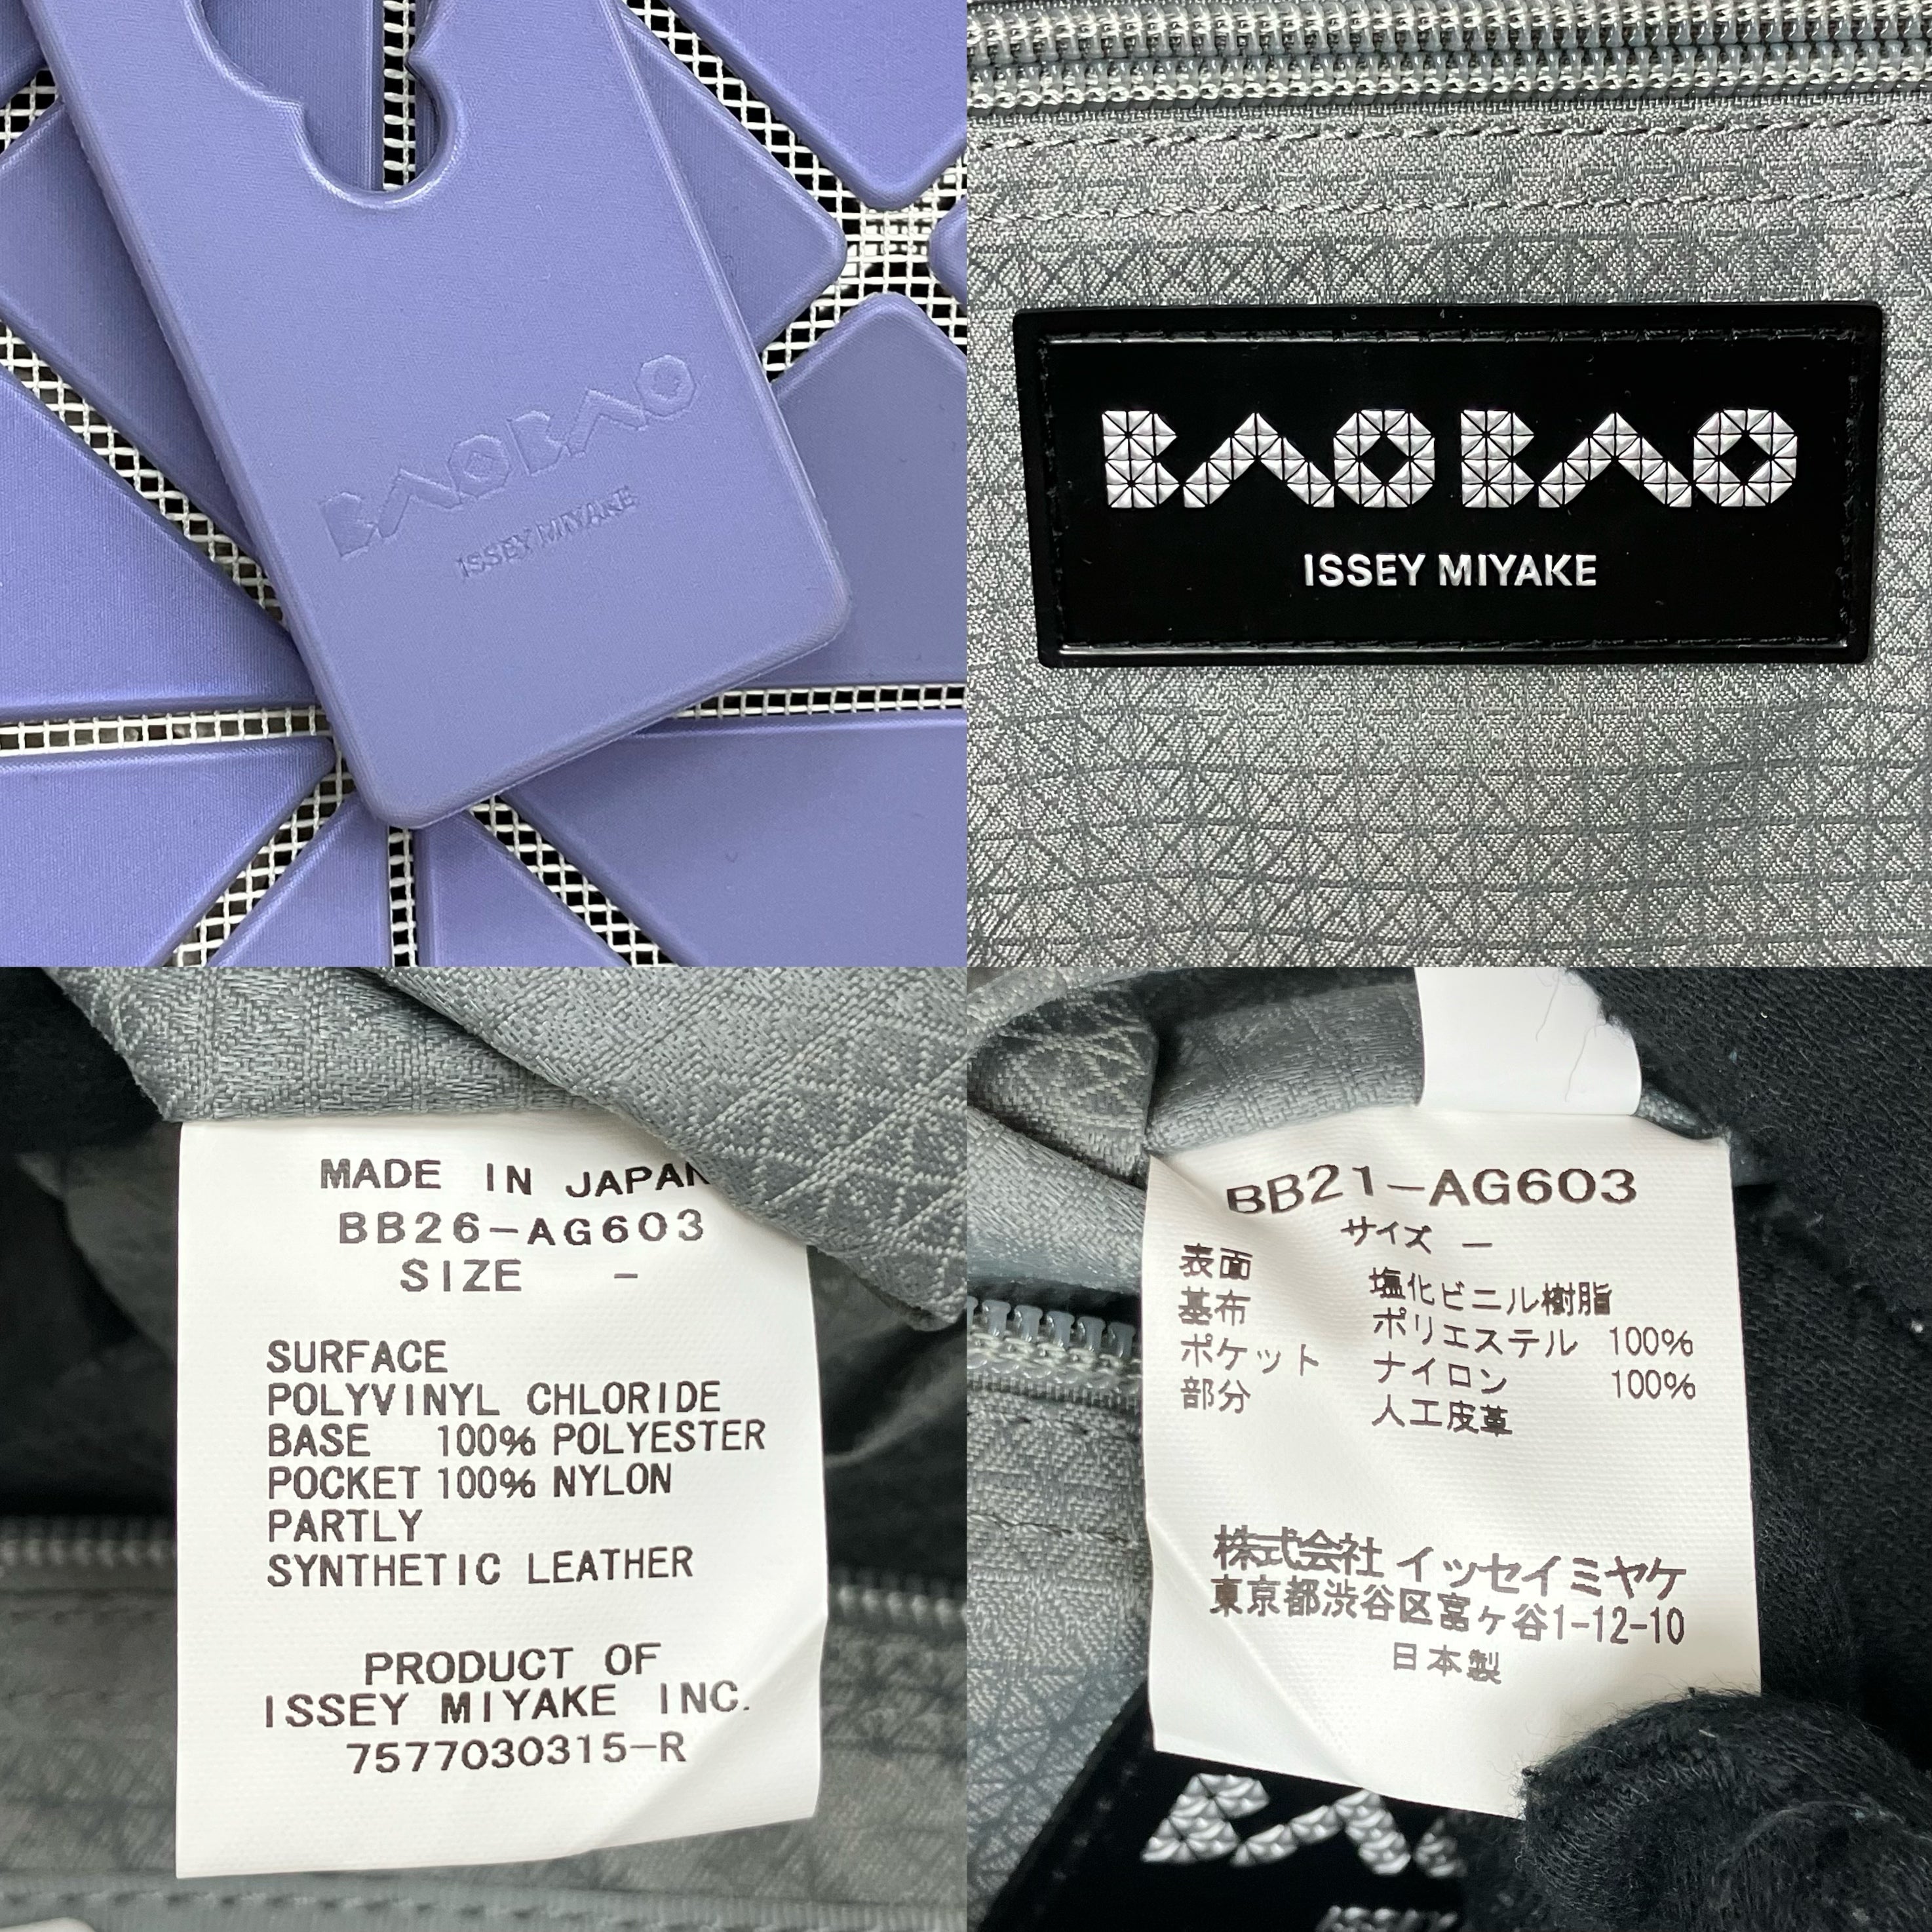 BAOBAO
ISSEY MIYAKE
BAOBAO
ISSEY MIYAKE
MADE IN JAPAN
BB26-AG603
SIZE -
SURFACE
POLYVINYL CHLORIDE
BASE 100% POLYESTER
POCKET 100% NYLON
PARTLY
SYNTHETIC LEATHER
PRODUCT OF
ISSEY MIYAKE INC.
7577030315-R
BB21-AG603
サイズ -
表面 塩化ビニル樹脂
基布 ポリエステル 100%
ポケット ナイロン 100%
部分 人工皮革
株式会社 イッセイミヤケ
東京都渋谷区富ヶ谷1-12-10
日本製
BAO